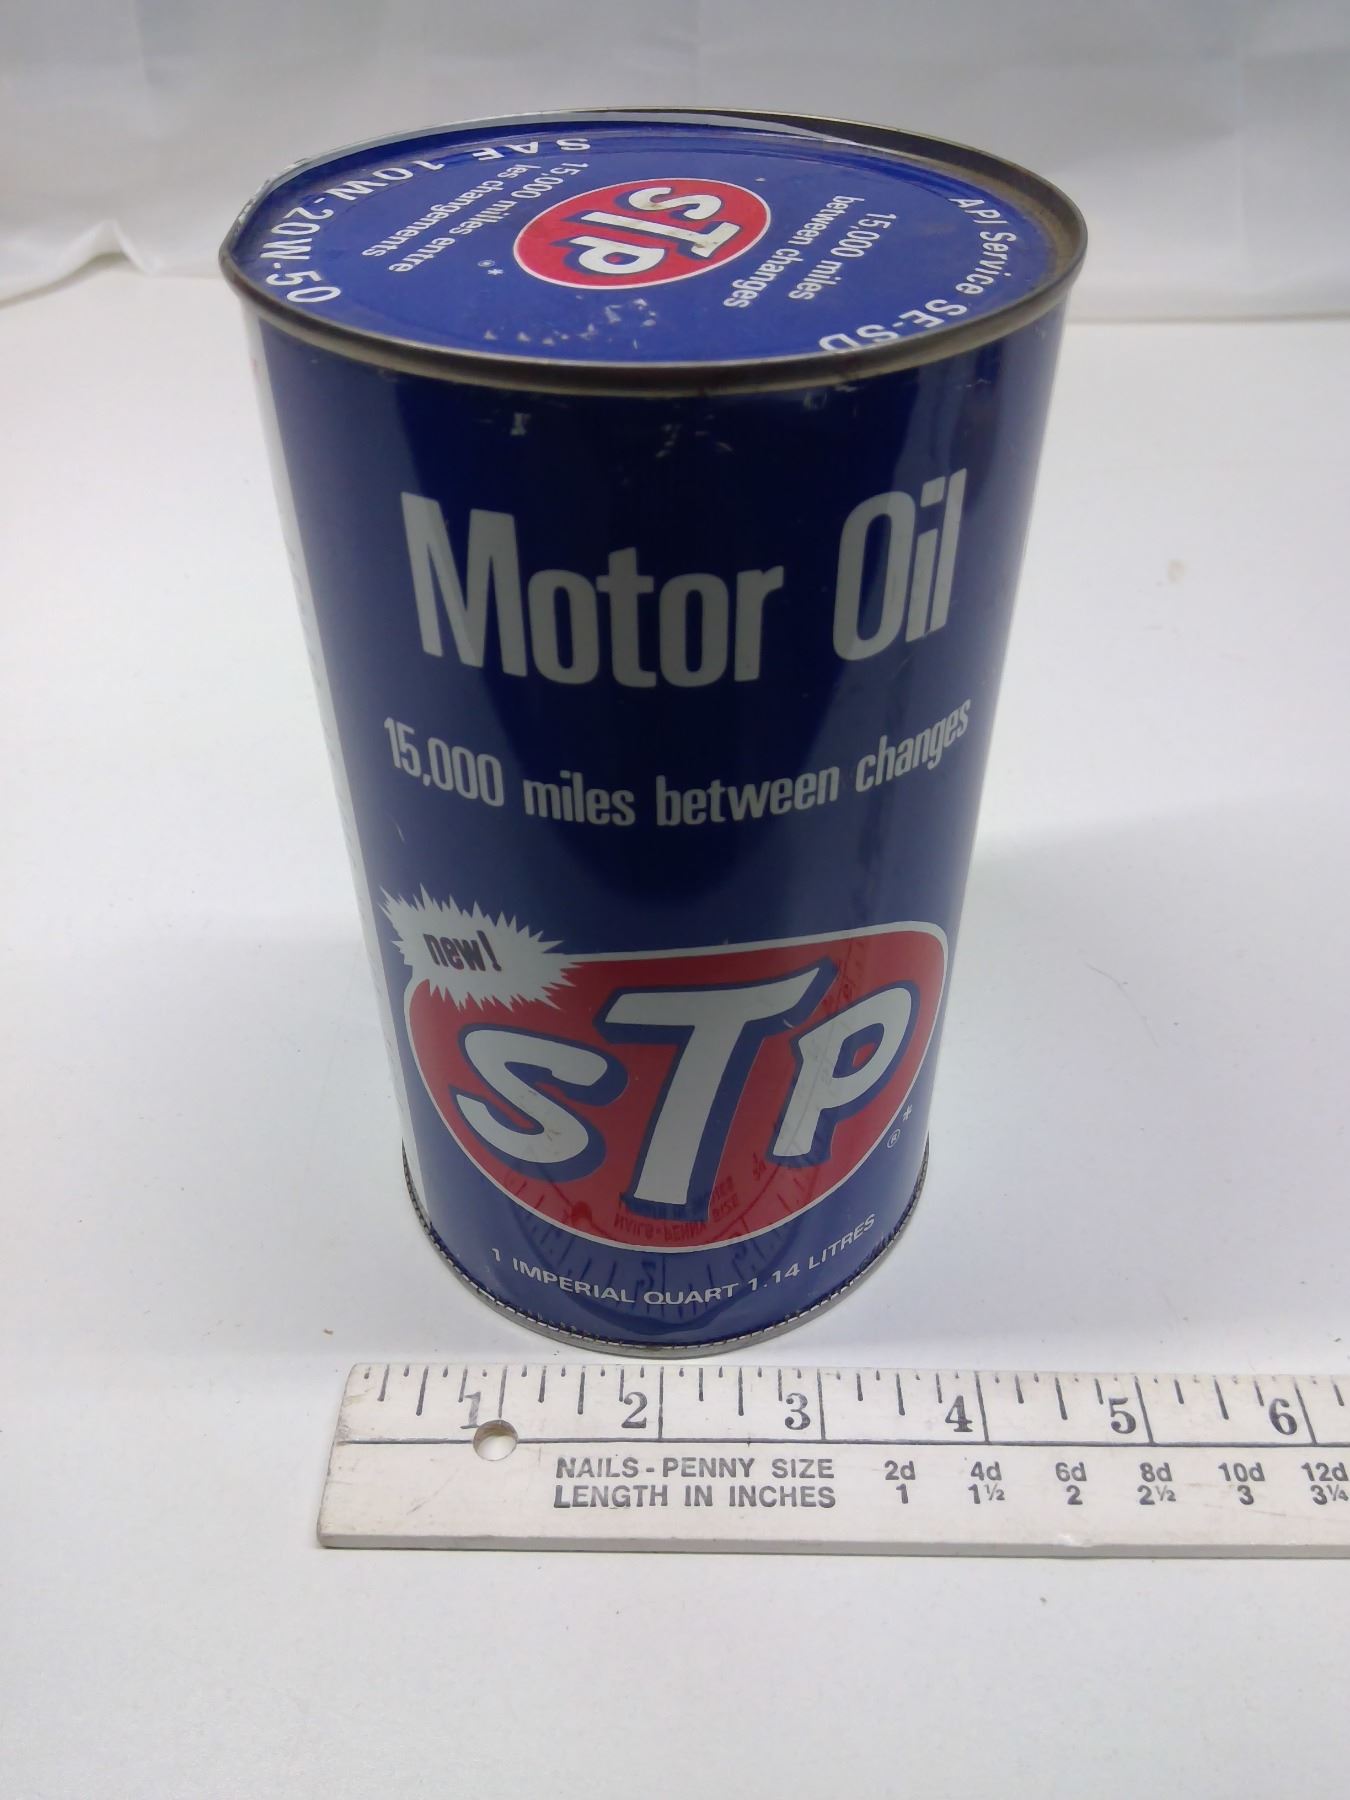 SAE 10W-20W-50
15,000 milles entre
les changements
STP
®*
15,000 miles
between changes
API Service SE-SD
Motor Oil
15,000 miles between changes
new!
STP
®*
1 IMPERIAL QUART 1.14 LITRES
1 2 3 4 5 6
NAILS-PENNY SIZE 2d 4d 6d 8d 10d 12d
LENGTH IN INCHES 1 1½ 2 2½ 3 3¼